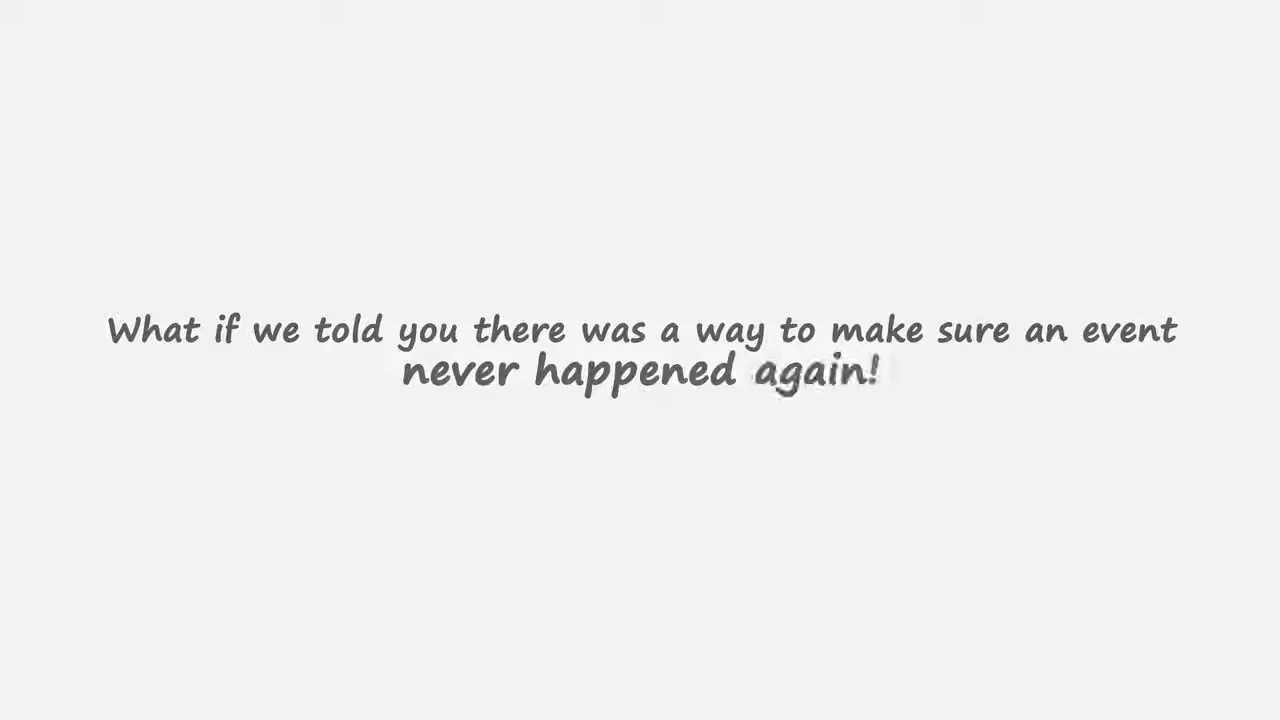 What if we told you there was a way to make sure an event
never happened again!